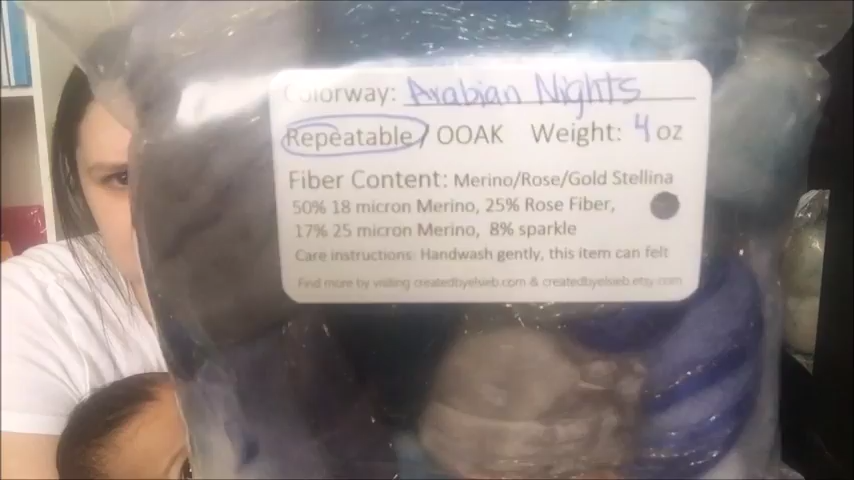 Colorway: Arabian Nights
Repeatable / OOAK Weight: 4 oz
Fiber Content: Merino/Rose/Gold Stellina
50% 18 micron Merino, 25% Rose Fiber,
17% 25 micron Merino, 8% sparkle
Care instructions: Handwash gently, this item can felt
Find more by visiting createdbyelsieb.com & createdbyelsieb.etsy.com